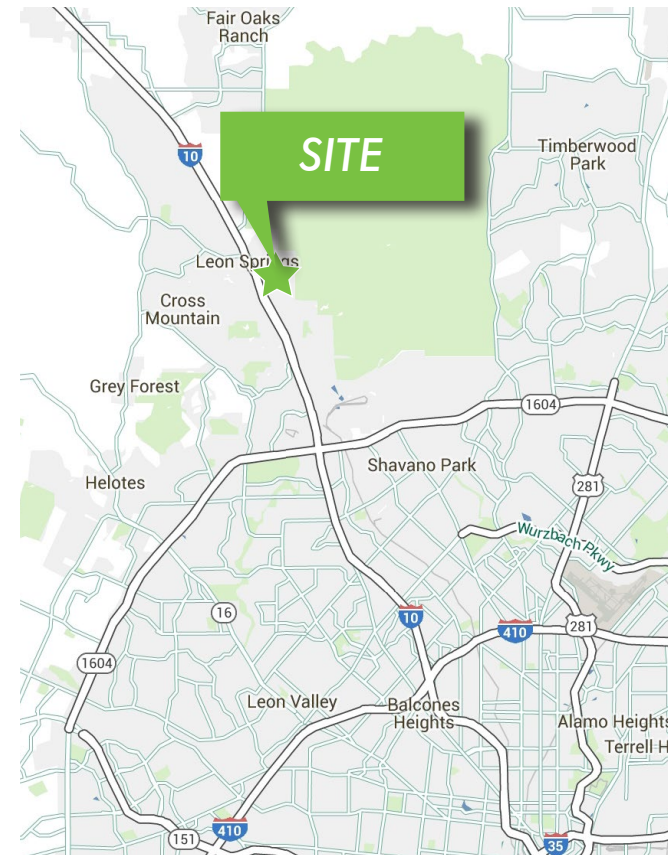 Fair Oaks
Ranch
SITE
10
Timberwood
Park
Leon Springs
Cross
Mountain
Grey Forest
1604
Shavano Park
Helotes
281
Wurzbach Pkwy
16
10
410
281
1604
Leon Valley
Balcones
Heights
Alamo Heights
Terrell H
410
151
35